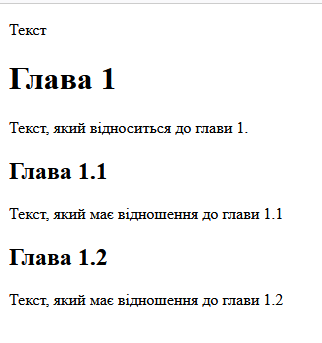 Текст
Глава 1
Текст, який відноситься до глави 1.
Глава 1.1
Текст, який має відношення до глави 1.1
Глава 1.2
Текст, який має відношення до глави 1.2